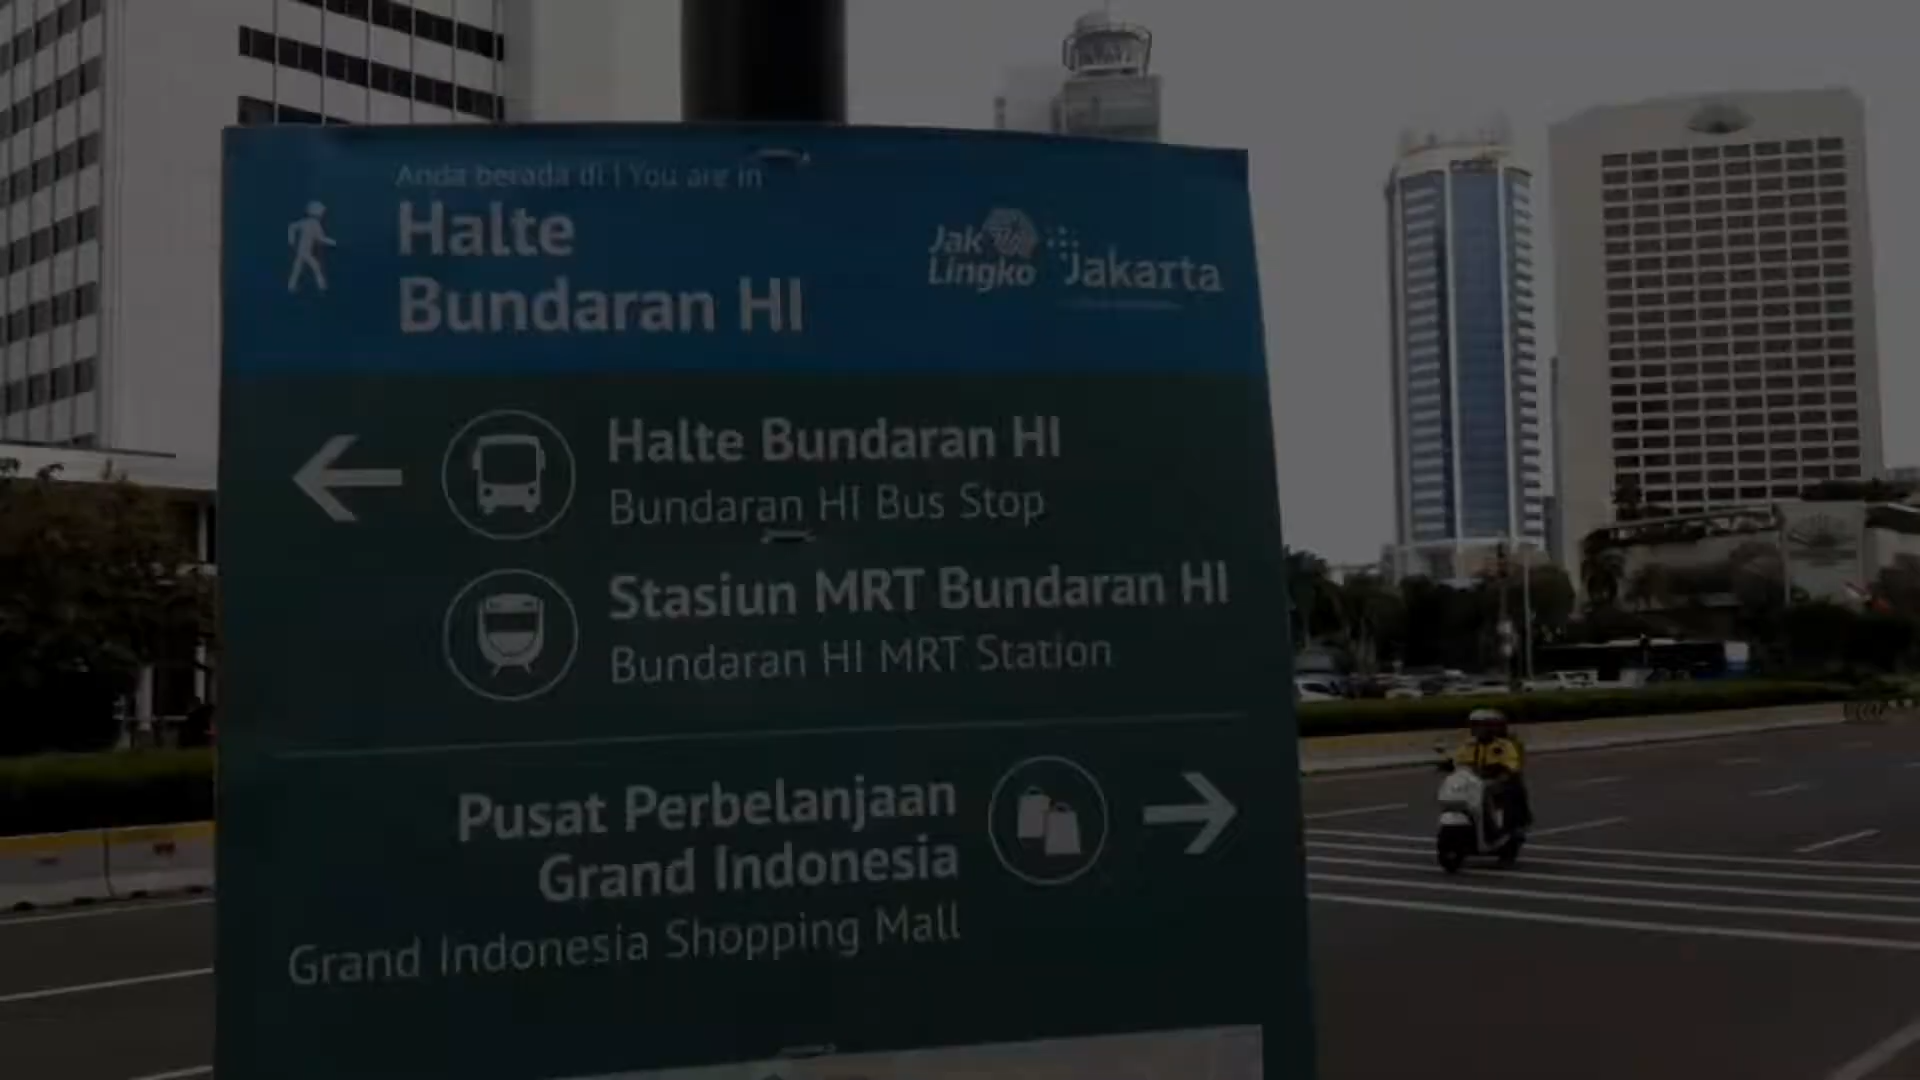 Anda berada di | You are in
Halte
Bundaran HI
Jak
Lingko
Jakarta
Halte Bundaran HI
Bundaran HI Bus Stop
Stasiun MRT Bundaran HI
Bundaran HI MRT Station
Pusat Perbelanjaan
Grand Indonesia
Grand Indonesia Shopping Mall